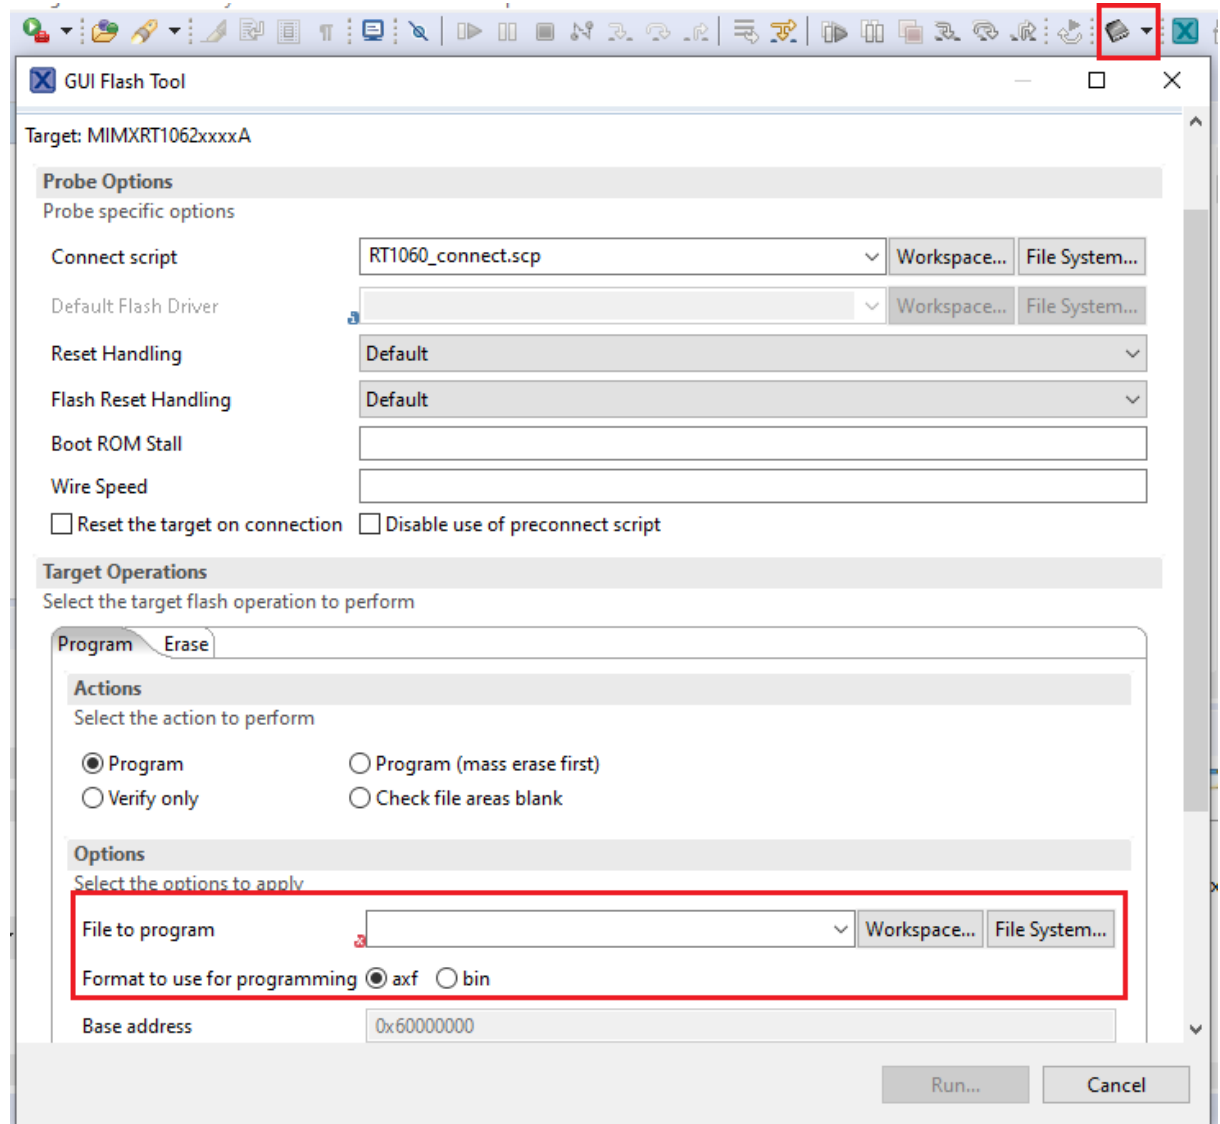 GUI Flash Tool
Target: MIMXRT1062xxxxA
Probe Options
Probe specific options
Connect script RT1060_connect.scp Workspace... File System...
Default Flash Driver Workspace... File System...
Reset Handling Default
Flash Reset Handling Default
Boot ROM Stall
Wire Speed
Reset the target on connection Disable use of preconnect script
Target Operations
Select the target flash operation to perform
Program Erase
Actions
Select the action to perform
Program Program (mass erase first)
Verify only Check file areas blank
Options
Select the options to apply
File to program Workspace... File System...
Format to use for programming axf bin
Base address 0x60000000
Run... Cancel